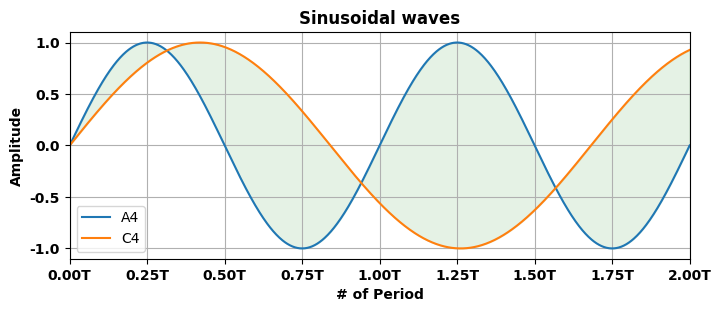 Sinusoidal waves
1.0
0.5
0.0
-0.5
-1.0
Amplitude
A4
C4
0.00T 0.25T 0.50T 0.75T 1.00T 1.25T 1.50T 1.75T 2.00T
# of Period